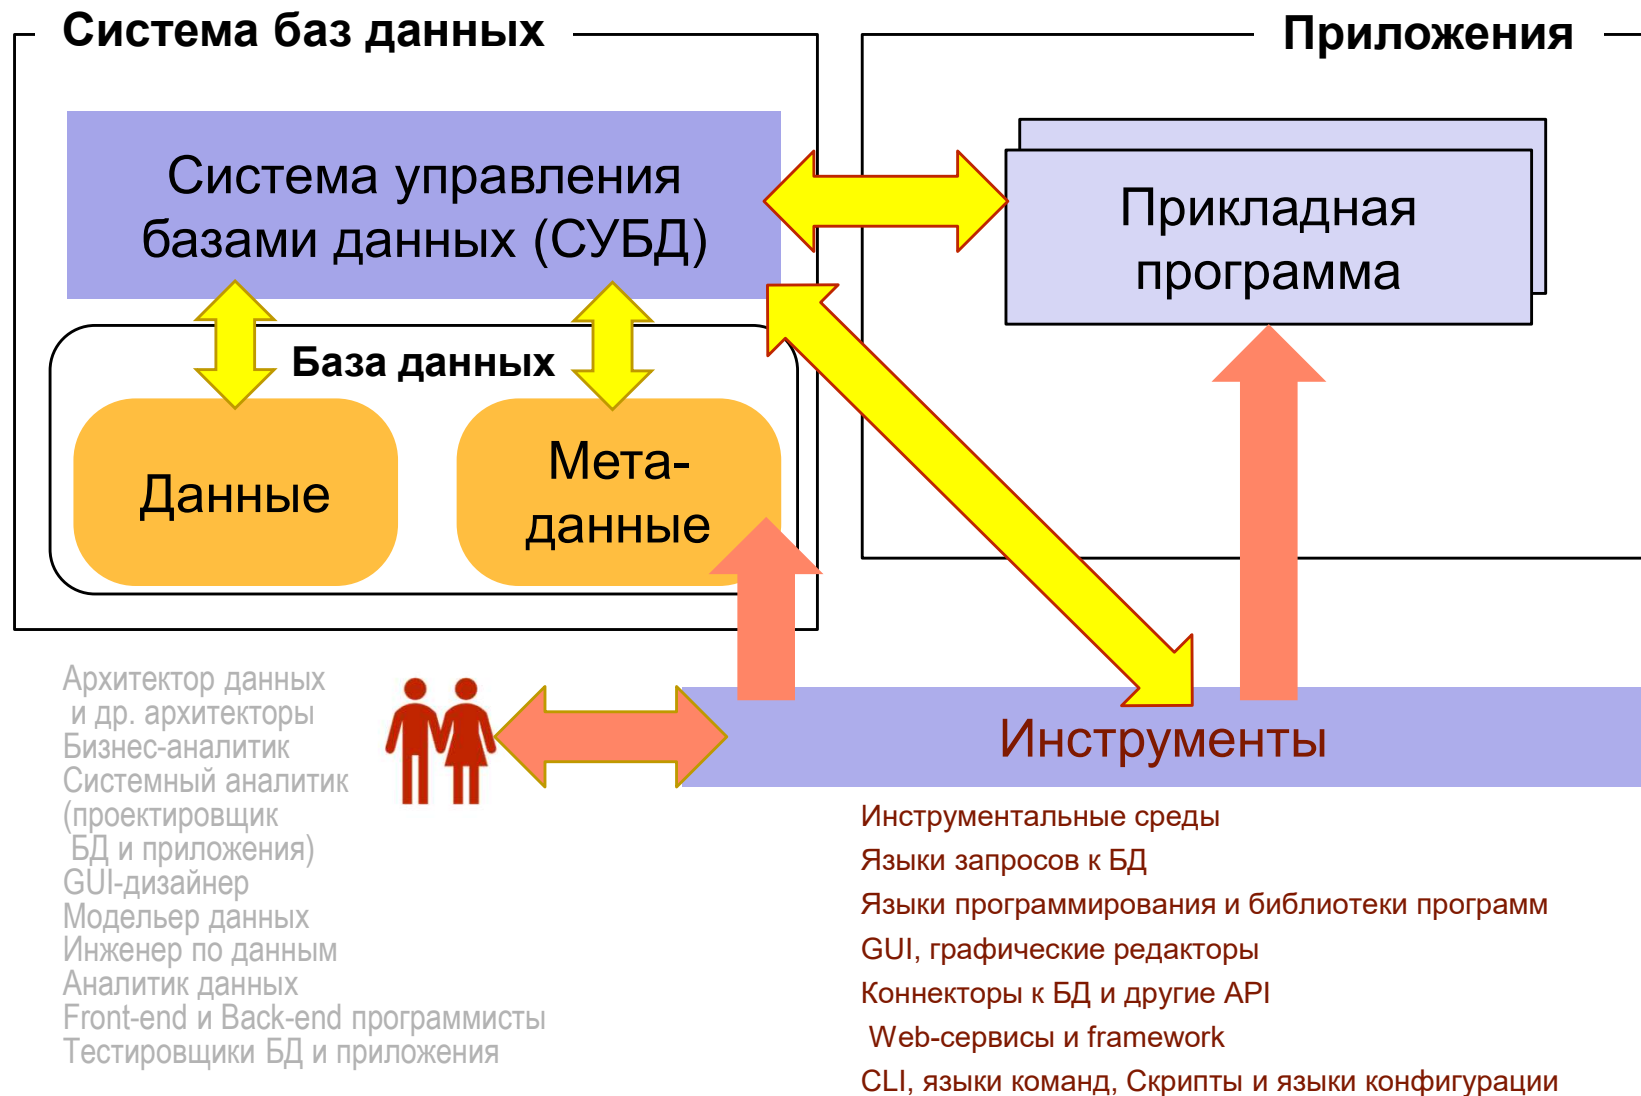 Система баз данных
Приложения
Система управления
базами данных (СУБД)
Прикладная
программа
База данных
Данные
Мета-
данные
Инструменты
Архитектор данных
и др. архитекторы
Бизнес-аналитик
Системный аналитик
(проектировщик
БД и приложения)
GUI-дизайнер
Модельер данных
Инженер по данным
Аналитик данных
Front-end и Back-end программисты
Тестировщики БД и приложения
Инструментальные среды
Языки запросов к БД
Языки программирования и библиотеки программ
GUI, графические редакторы
Коннекторы к БД и другие API
Web-сервисы и framework
CLI, языки команд, Скрипты и языки конфигурации